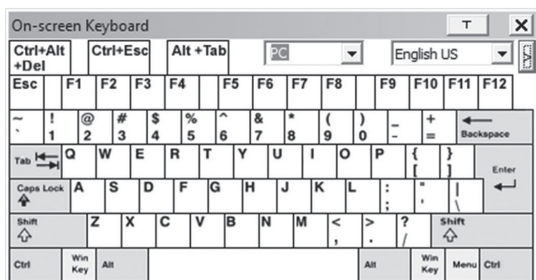 On-screen Keyboard T X
Ctrl+Alt +Del Ctrl+Esc Alt +Tab PC English US
Esc F1 F2 F3 F4 F5 F6 F7 F8 F9 F10 F11 F12
~ ! @ # $ % ^ & * ( ) _ +
` 1 2 3 4 5 6 7 8 9 0 - = Backspace
Tab Q W E R T Y U I O P { }
[ ] Enter
Caps Lock A S D F G H J K L : " |
; ' \
Shift Z X C V B N M < > ? Shift
, . /
Ctrl Win Key Alt Alt Win Key Menu Ctrl